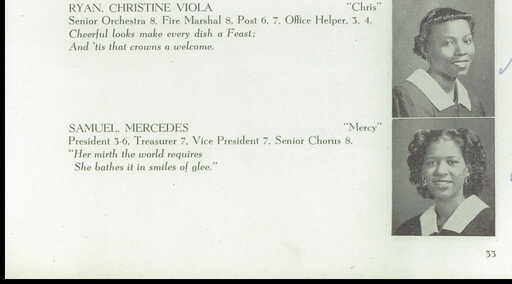 RYAN, CHRISTINE VIOLA "Chris"
Senior Orchestra 8, Fire Marshal 8, Post 6, 7, Office Helper, 3, 4.
Cheerful looks make every dish a Feast;
And 'tis that crowns a welcome.
SAMUEL, MERCEDES "Mercy"
President 3-6, Treasurer 7, Vice President 7, Senior Chorus 8.
"Her mirth the world requires
She bathes it in smiles of glee."
33